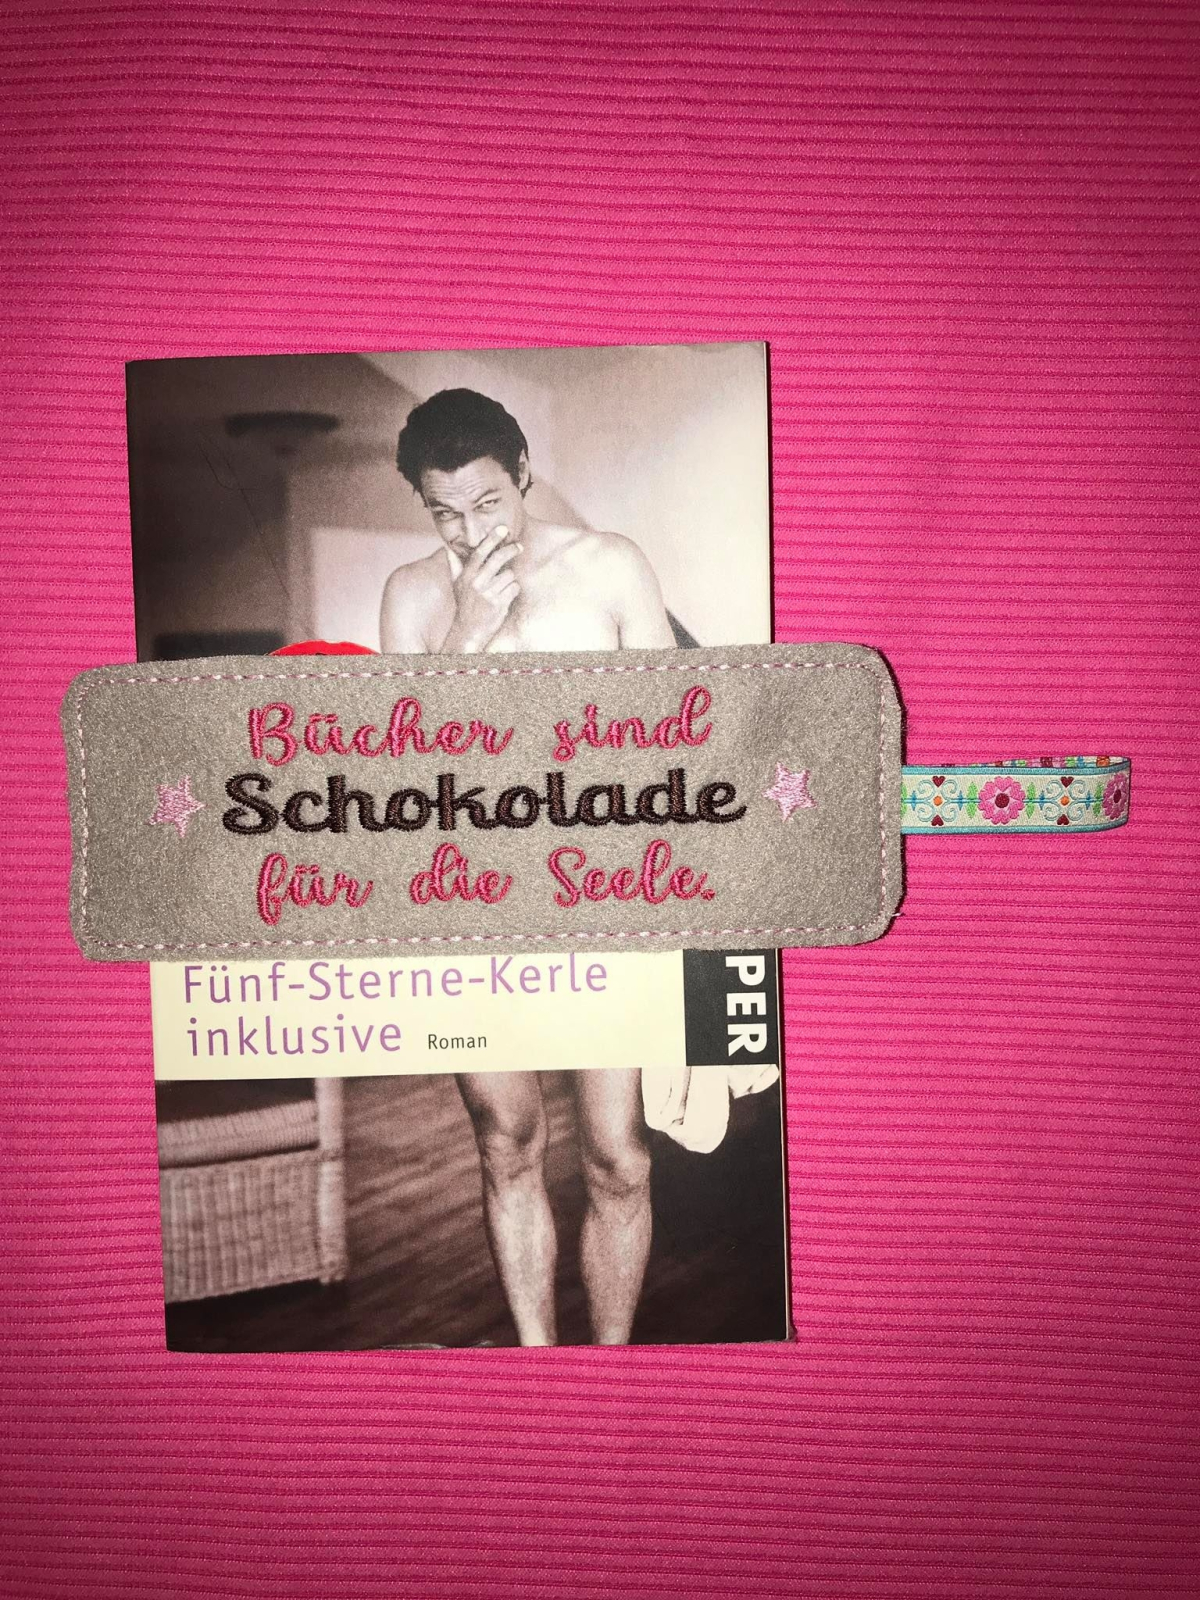 Bücher sind
Schokolade
für die Seele.
Fünf-Sterne-Kerle
inklusive Roman
PER